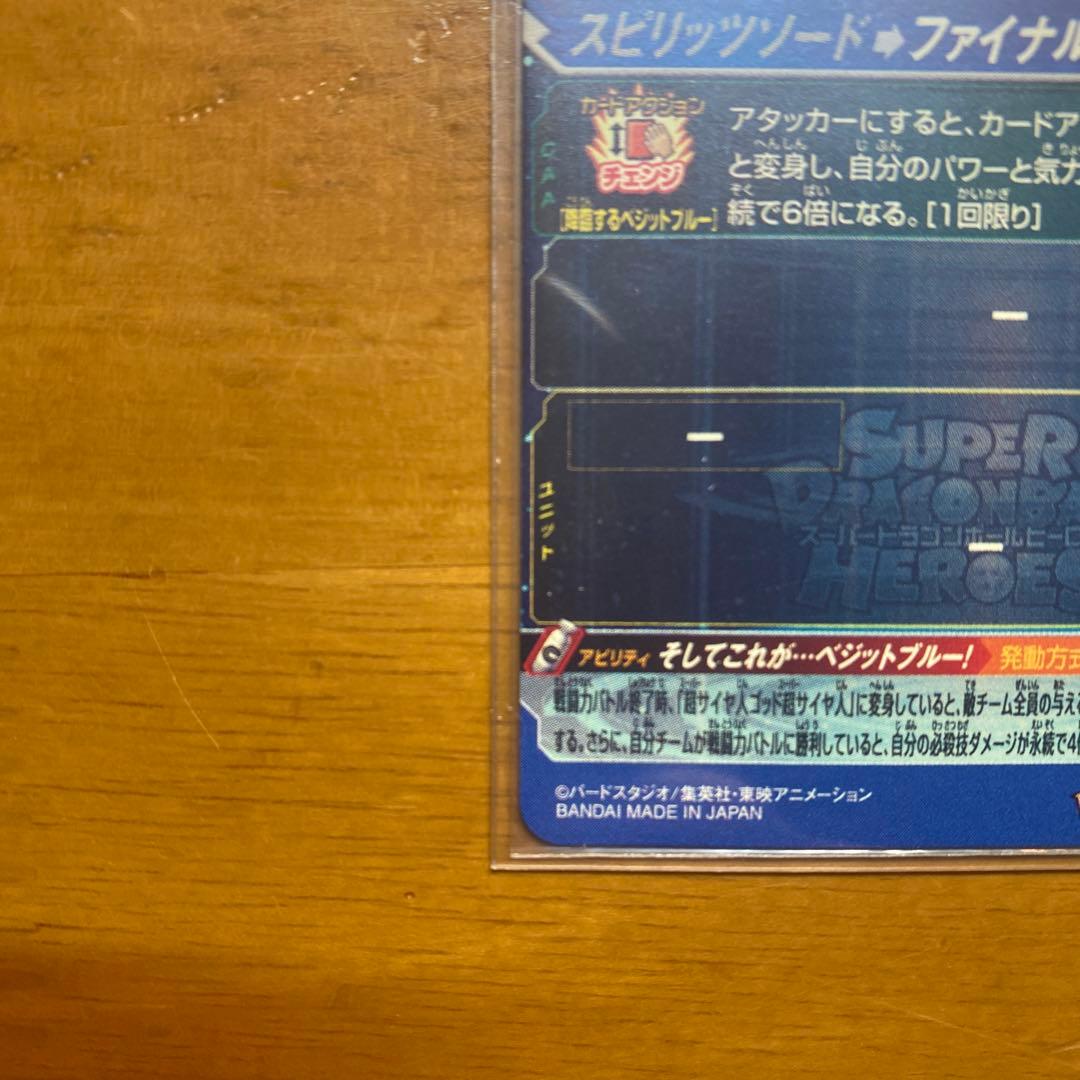 スピリッツソード➡ファイナル
カードアクション
チェンジ
CAA
[降臨するベジットブルー]
アタッカーにすると、カードア
と変身し、自分のパワーと気力
続で6倍になる。[1回限り]
ー
ユニット
ー
ー
SUPER
DRAGONB
スーパードラゴンボールヒーロ
HEROES
アビリティ そしてこれが…ベジットブルー! 発動方式
戦闘力バトル終了時、「超サイヤ人ゴッド超サイヤ人」に変身していると、敵チーム全員の与える
する。さらに、自分チームが戦闘力バトルに勝利していると、自分の必殺技ダメージが永続で4倍
©バードスタジオ/集英社・東映アニメーション
BANDAI MADE IN JAPAN